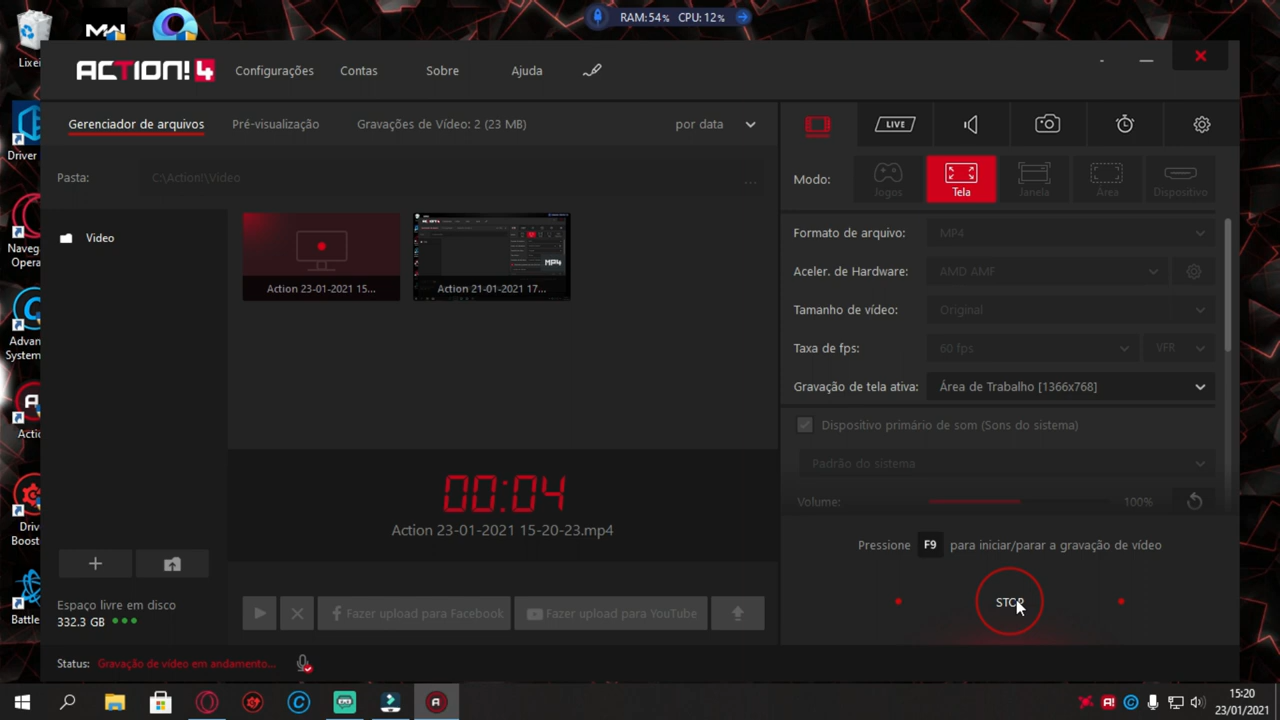 RAM:54% CPU:12%
Lixei
ACTION! 4
Configurações
Contas
Sobre
Ajuda
Gerenciador de arquivos
Pré-visualização
Gravações de Vídeo: 2 (23 MB)
por data
LIVE
Driver
Pasta:
C:\Action!\Video
...
Modo:
Jogos
Tela
Janela
Área
Dispositivo
Naveg
Opera
Video
Action 23-01-2021 15...
MP4
Action 21-01-2021 17...
Formato de arquivo:
MP4
Aceler. de Hardware:
AMD AMF
Tamanho de vídeo:
Original
Taxa de fps:
60 fps
VFR
Gravação de tela ativa:
Área de Trabalho [1366x768]
Dispositivo primário de som (Sons do sistema)
Padrão do sistema
Volume:
100%
Advan
System
Actio
Driv
Boost
Battle
00:04
Action 23-01-2021 15-20-23.mp4
Pressione F9 para iniciar/parar a gravação de vídeo
STOP
Espaço livre em disco
332.3 GB
Fazer upload para Facebook
Fazer upload para YouTube
Status:
Gravação de vídeo em andamento...
15:20
23/01/2021